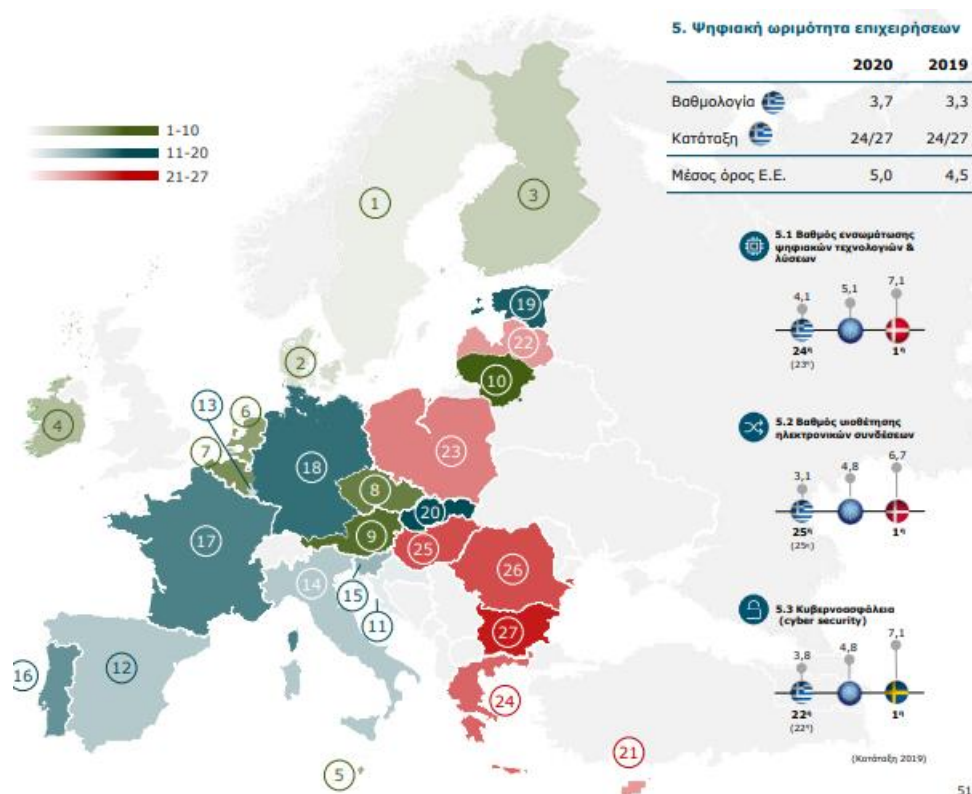 5. Ψηφιακή ωριμότητα επιχειρήσεων
2020 2019
Βαθμολογία 3,7 3,3
Κατάταξη 24/27 24/27
Μέσος όρος Ε.Ε. 5,0 4,5
1-10
11-20
21-27
1
3
2
19
22
10
4
13
6
7
18
23
8
20
9
17
25
26
14
15
11
27
16
12
24
21
5
5.1 Βαθμός ενσωμάτωσης
ψηφιακών τεχνολογιών &
λύσεων
4,1 5,1 7,1
24η 1η
(23η)
5.2 Βαθμός υιοθέτησης
ηλεκτρονικών συνδέσεων
3,1 4,8 6,7
25η 1η
(25η)
5.3 Κυβερνοασφάλεια
(cyber security)
3,8 4,8 7,1
22η 1η
(22η)
(Κατάταξη 2019)
51